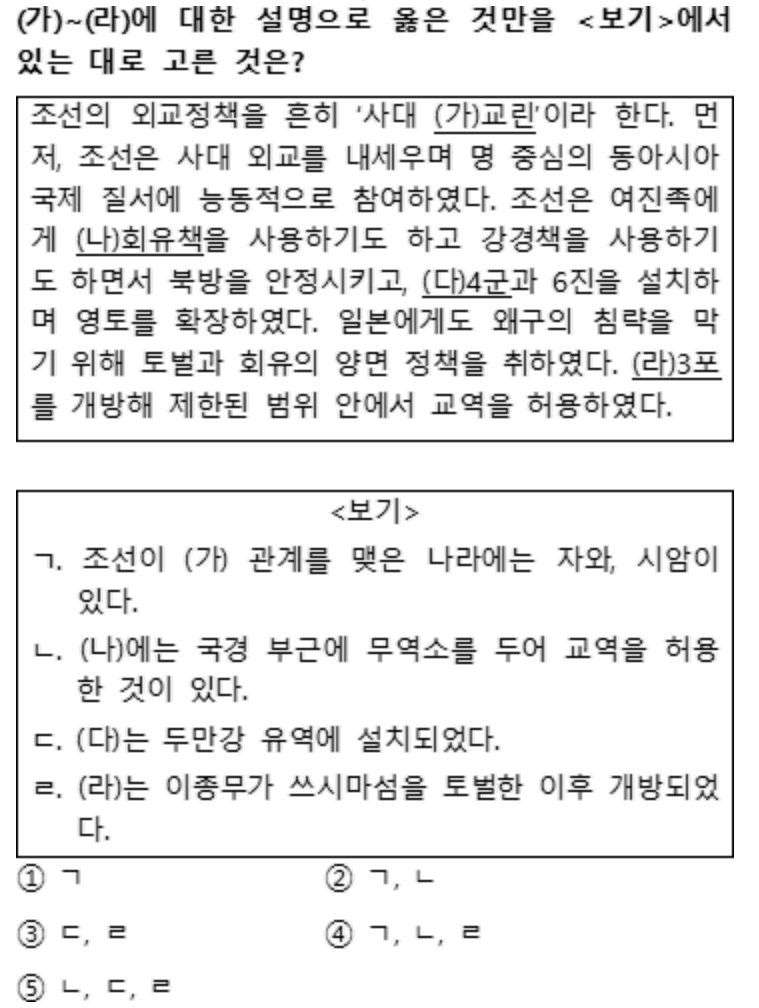 (가)~(라)에 대한 설명으로 옳은 것만을 <보기>에서
있는 대로 고른 것은?
조선의 외교정책을 흔히 ‘사대 (가)교린’이라 한다. 먼
저, 조선은 사대 외교를 내세우며 명 중심의 동아시아
국제 질서에 능동적으로 참여하였다. 조선은 여진족에
게 (나)회유책을 사용하기도 하고 강경책을 사용하기
도 하면서 북방을 안정시키고, (다)4군과 6진을 설치하
며 영토를 확장하였다. 일본에게도 왜구의 침략을 막
기 위해 토벌과 회유의 양면 정책을 취하였다. (라)3포
를 개방해 제한된 범위 안에서 교역을 허용하였다.
<보기>
ㄱ. 조선이 (가) 관계를 맺은 나라에는 자와, 시암이
있다.
ㄴ. (나)에는 국경 부근에 무역소를 두어 교역을 허용
한 것이 있다.
ㄷ. (다)는 두만강 유역에 설치되었다.
ㄹ. (라)는 이종무가 쓰시마섬을 토벌한 이후 개방되었
다.
① ㄱ ② ㄱ, ㄴ
③ ㄷ, ㄹ ④ ㄱ, ㄴ, ㄹ
⑤ ㄴ, ㄷ, ㄹ